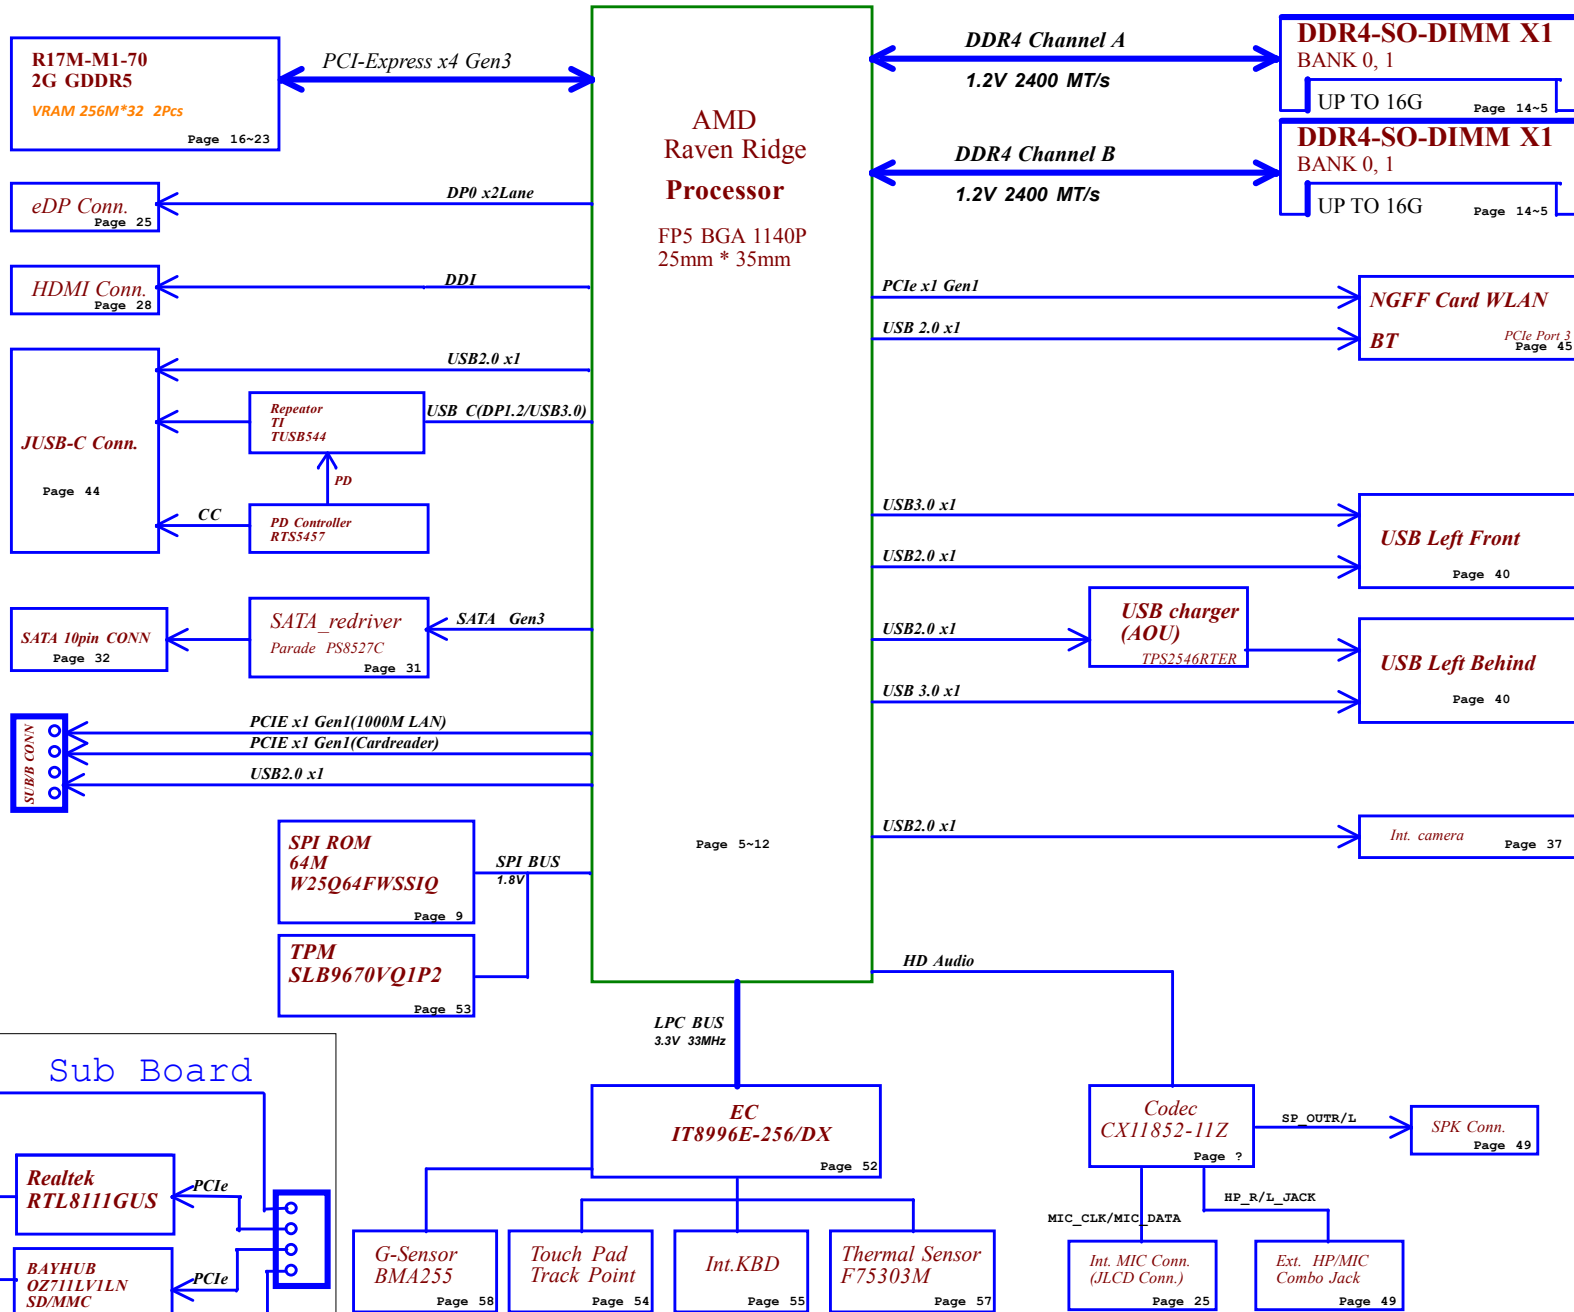 R17M-M1-70
2G GDDR5
VRAM 256M*32 2Pcs
Page 16~23
PCI-Express x4 Gen3
eDP Conn.
Page 25
DP0 x2Lane
HDMI Conn.
Page 28
DDI
JUSB-C Conn.
Page 44
USB2.0 x1
Repeator
TI
TUSB544
USB C(DP1.2/USB3.0)
PD
CC
PD Controller
RTS5457
SATA 10pin CONN
Page 32
SATA_redriver
Parade PS8527C
Page 31
SATA Gen3
SUB/B CONN
PCIE x1 Gen1(1000M LAN)
PCIE x1 Gen1(Cardreader)
USB2.0 x1
SPI ROM
64M
W25Q64FWSSIQ
Page 9
SPI BUS
1.8V
TPM
SLB9670VQ1P2
Page 53
AMD
Raven Ridge
Processor
FP5 BGA 1140P
25mm * 35mm
Page 5~12
DDR4 Channel A
1.2V 2400 MT/s
DDR4-SO-DIMM X1
BANK 0, 1
UP TO 16G
Page 14~5
DDR4 Channel B
1.2V 2400 MT/s
DDR4-SO-DIMM X1
BANK 0, 1
UP TO 16G
Page 14~5
PCIe x1 Gen1
USB 2.0 x1
NGFF Card WLAN
BT
PCIe Port 3
Page 45
USB3.0 x1
USB2.0 x1
USB Left Front
Page 40
USB2.0 x1
USB charger
(AOU)
TPS2546RTER
USB 3.0 x1
USB Left Behind
Page 40
USB2.0 x1
Int. camera
Page 37
HD Audio
LPC BUS
3.3V 33MHz
EC
IT8996E-256/DX
Page 52
Codec
CX11852-11Z
Page ?
SP_OUTR/L
SPK Conn.
Page 49
MIC_CLK/MIC_DATA
HP_R/L_JACK
Int. MIC Conn.
(JLCD Conn.)
Page 25
Ext. HP/MIC
Combo Jack
Page 49
G-Sensor
BMA255
Page 58
Touch Pad
Track Point
Page 54
Int.KBD
Page 55
Thermal Sensor
F75303M
Page 57
Sub Board
Realtek
RTL8111GUS
PCIe
BAYHUB
OZ711LV1LN
SD/MMC
PCIe